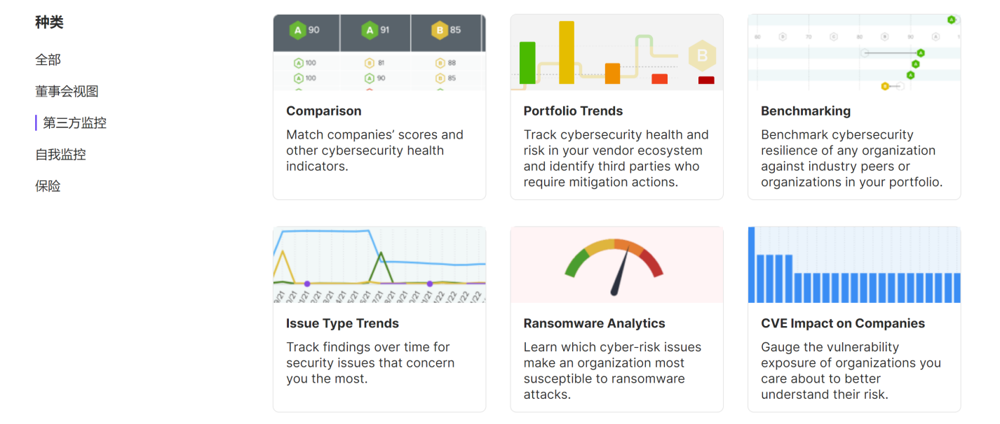 种类
全部
董事会视图
第三方监控
自我监控
保险
A 90 A 91 B 85
A 100 B 81 B 88
A 100 A 90 B 85
Comparison
Match companies’ scores and
other cybersecurity health
indicators.
B
Portfolio Trends
Track cybersecurity health and
risk in your vendor ecosystem
and identify third parties who
require mitigation actions.
A
60 D 70 C 80 B 90 A
A
A
A
B
Benchmarking
Benchmark cybersecurity
resilience of any organization
against industry peers or
organizations in your portfolio.
Issue Type Trends
Track findings over time for
security issues that concern
you the most.
Ransomware Analytics
Learn which cyber-risk issues
make an organization most
susceptible to ransomware
attacks.
CVE Impact on Companies
Gauge the vulnerability
exposure of organizations you
care about to better
understand their risk.